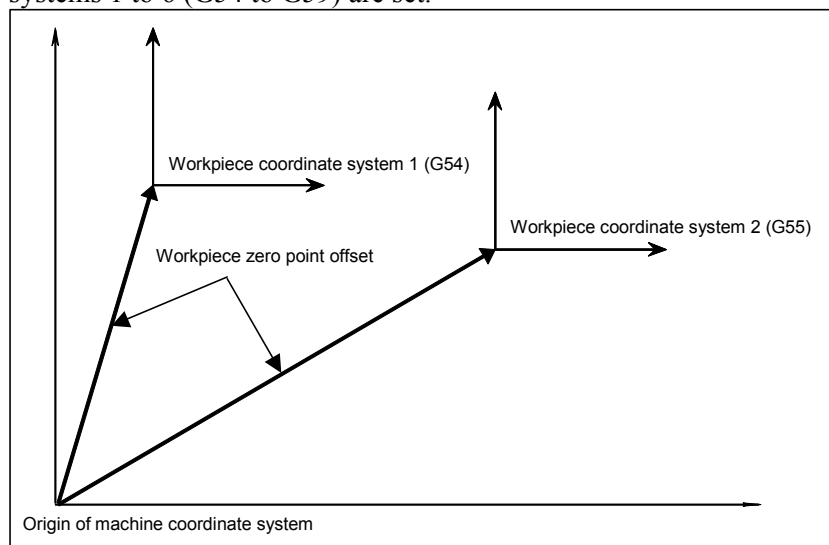 systems 1 to 6 (G54 to G59) are set.
Workpiece coordinate system 1 (G54)
Workpiece coordinate system 2 (G55)
Workpiece zero point offset
Origin of machine coordinate system